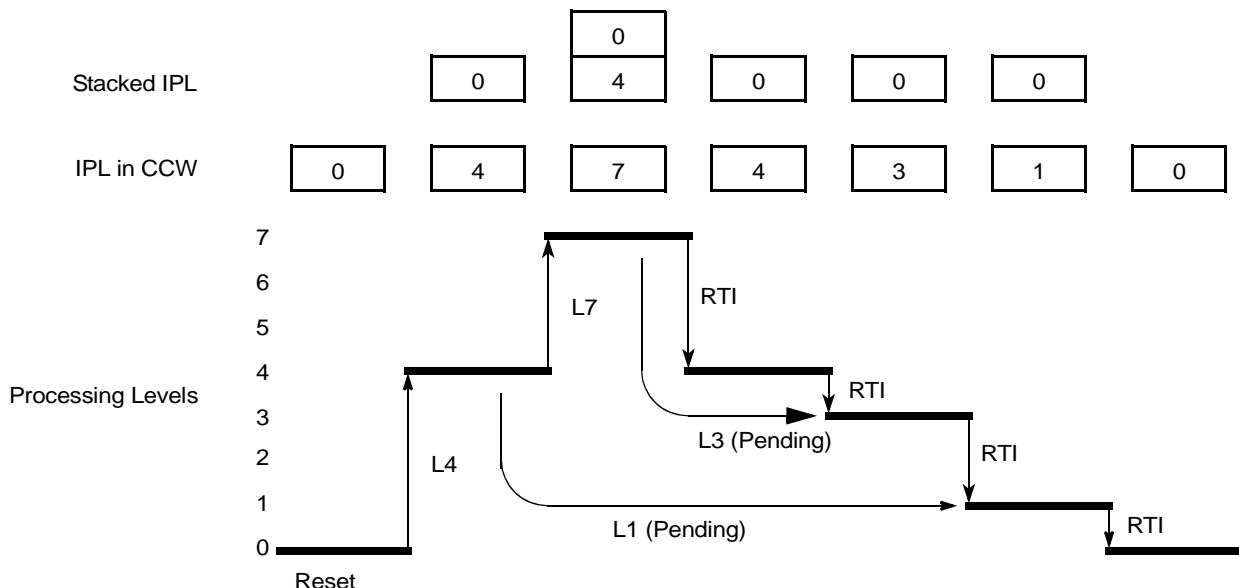 0
Stacked IPL 0 4 0 0 0
IPL in CCW 0 4 7 4 3 1 0
7
6
RTI
L7
5
4
Processing Levels
RTI
3
L3 (Pending)
2
L4
RTI
1
L1 (Pending)
RTI
0
Reset